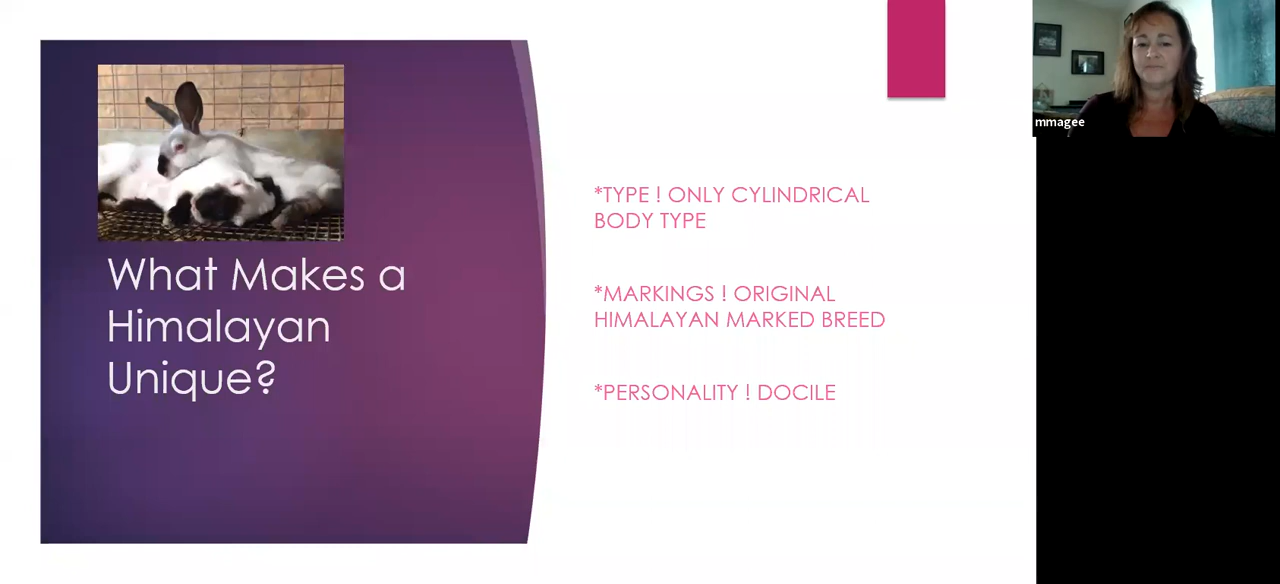 What Makes a
Himalayan
Unique?
*TYPE ! ONLY CYLINDRICAL
BODY TYPE
*MARKINGS ! ORIGINAL
HIMALAYAN MARKED BREED
*PERSONALITY ! DOCILE
mmagee